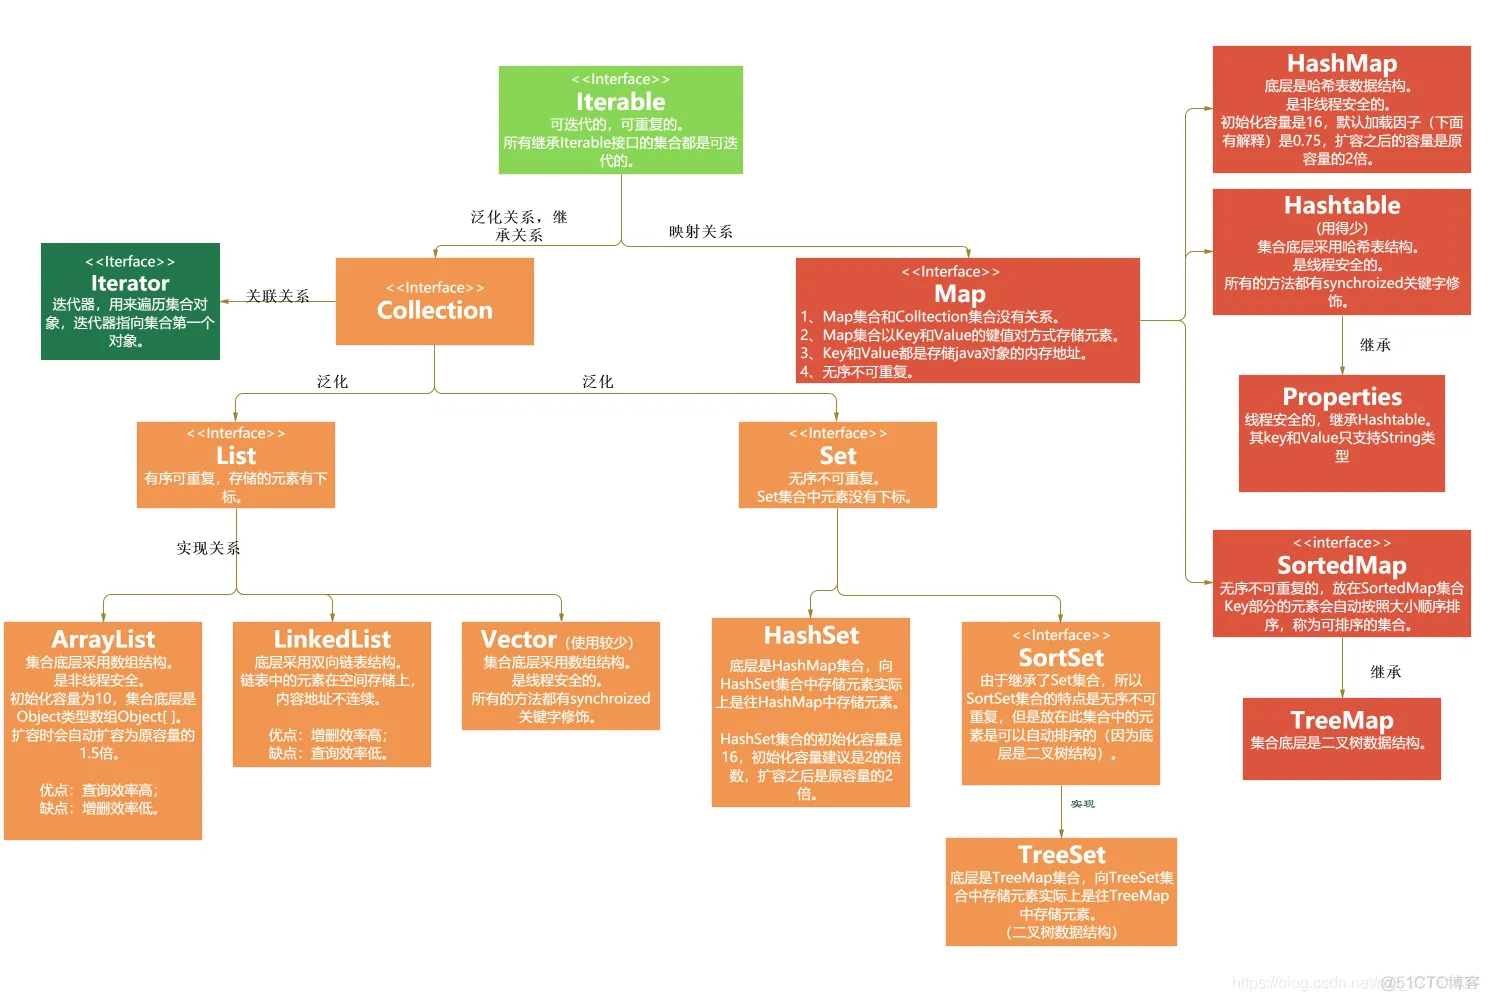 <<Interface>>
Iterable
可迭代的，可重复的。
所有继承Iterable接口的集合都是可迭
代的。
泛化关系，继
承关系
映射关系
<<Iterface>>
Iterator
迭代器，用来遍历集合对
象，迭代器指向集合第一个
对象。
关联关系
<<Interface>>
Collection
<<Interface>>
Map
1、Map集合和Colltection集合没有关系。
2、Map集合以Key和Value的键值对方式存储元素。
3、Key和Value都是存储java对象的内存地址。
4、无序不可重复。
HashMap
底层是哈希表数据结构。
是非线程安全的。
初始化容量是16，默认加载因子（下面
有解释）是0.75，扩容之后的容量是原
容量的2倍。
Hashtable
(用得少)
集合底层采用哈希表结构。
是线程安全的。
所有的方法都有synchroized关键字修
饰。
继承
Properties
线程安全的，继承Hashtable。
其key和Value只支持String类
型
<<interface>>
SortedMap
无序不可重复的，放在SortedMap集合
Key部分的元素会自动按照大小顺序排
序，称为可排序的集合。
继承
TreeMap
集合底层是二叉树数据结构。
泛化
泛化
<<Interface>>
List
有序可重复，存储的元素有下
标。
<<Interface>>
Set
无序不可重复。
Set集合中元素没有下标。
实现关系
ArrayList
集合底层采用数组结构。
是非线程安全。
初始化容量为10，集合底层是
Object类型数组Object[ ]。
扩容时会自动扩容为原容量的
1.5倍。
优点：查询效率高；
缺点：增删效率低。
LinkedList
底层采用双向链表结构。
链表中的元素在空间存储上，
内容地址不连续。
优点：增删效率高；
缺点：查询效率低。
Vector（使用较少）
集合底层采用数组结构。
是线程安全的。
所有的方法都有synchroized
关键字修饰。
HashSet
底层是HashMap集合，向
HashSet集合中存储元素实际
上是往HashMap中存储元素。
HashSet集合的初始化容量是
16，初始化容量建议是2的倍
数，扩容之后是原容量的2
倍。
<<Interface>>
SortSet
由于继承了Set集合，所以
SortSet集合的特点是无序不可
重复，但是放在此集合中的元
素是可以自动排序的（因为底
层是二叉树结构）。
实现
TreeSet
底层是TreeMap集合，向TreeSet集
合中存储元素实际上是往TreeMap
中存储元素。
（二叉树数据结构）
https://blog.csdn.net/
@51CTO博客